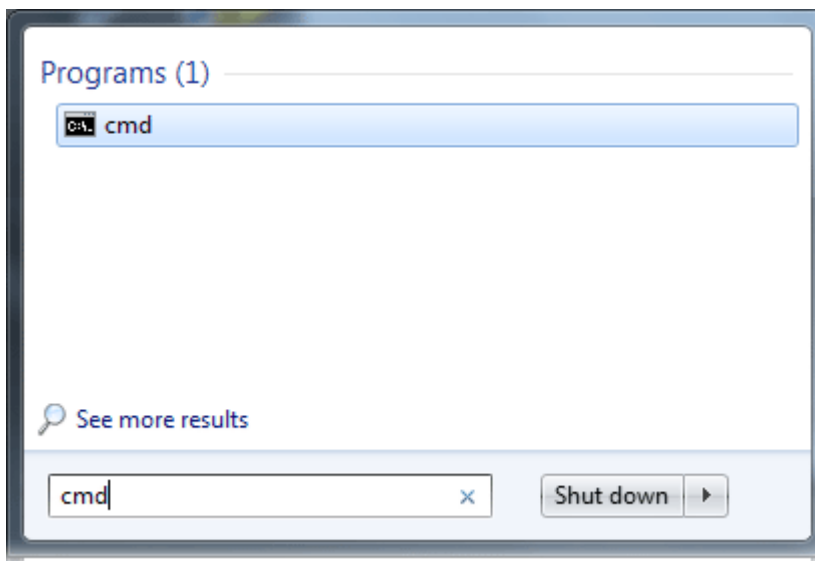 Programs (1)
C:\.
cmd
See more results
cmd
Shut down